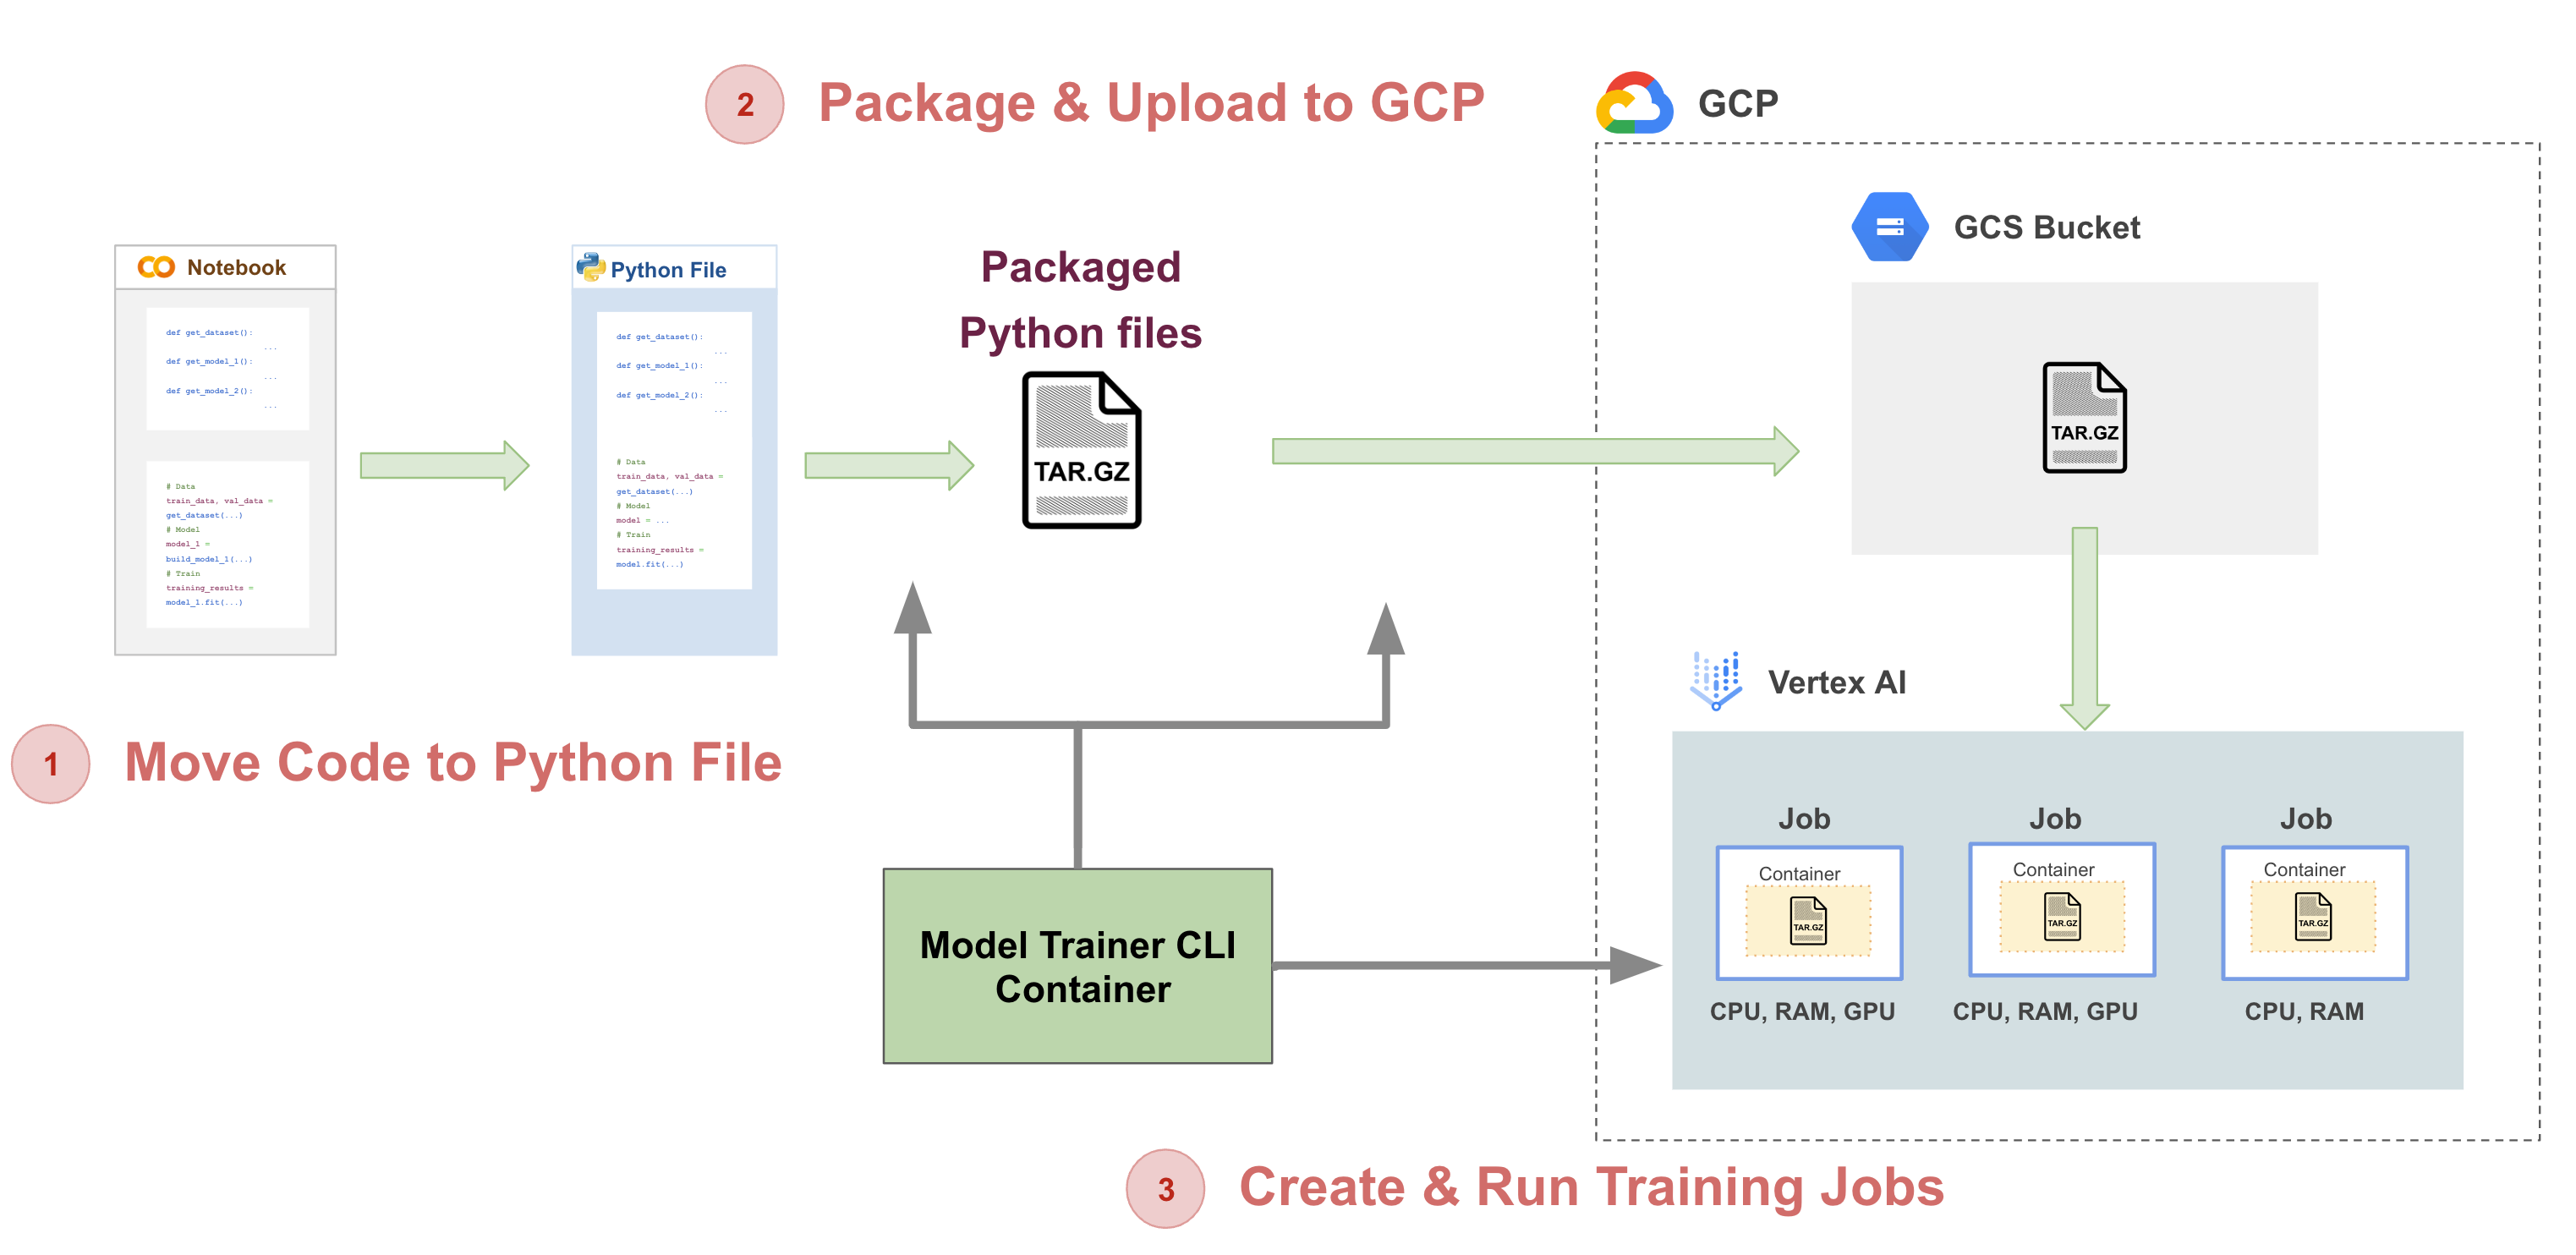 2
Package & Upload to GCP
GCP
GCS Bucket
Notebook
def get_dataset():
...
def get_model_1():
...
def get_model_2():
...
# Data
train_data, val_data =
get_dataset(...)
# Model
model_1 =
build_model_1(...)
# Train
training_results =
model_1.fit(...)
Python File
def get_dataset():
...
def get_model_1():
...
def get_model_2():
...
# Data
train_data, val_data =
get_dataset(...)
# Model
model = ...
# Train
training_results =
model.fit(...)
Packaged
Python files
TAR.GZ
TAR.GZ
1
Move Code to Python File
Vertex AI
Model Trainer CLI
Container
Job
Container
TAR.GZ
CPU, RAM, GPU
Job
Container
TAR.GZ
CPU, RAM, GPU
Job
Container
TAR.GZ
CPU, RAM
3
Create & Run Training Jobs